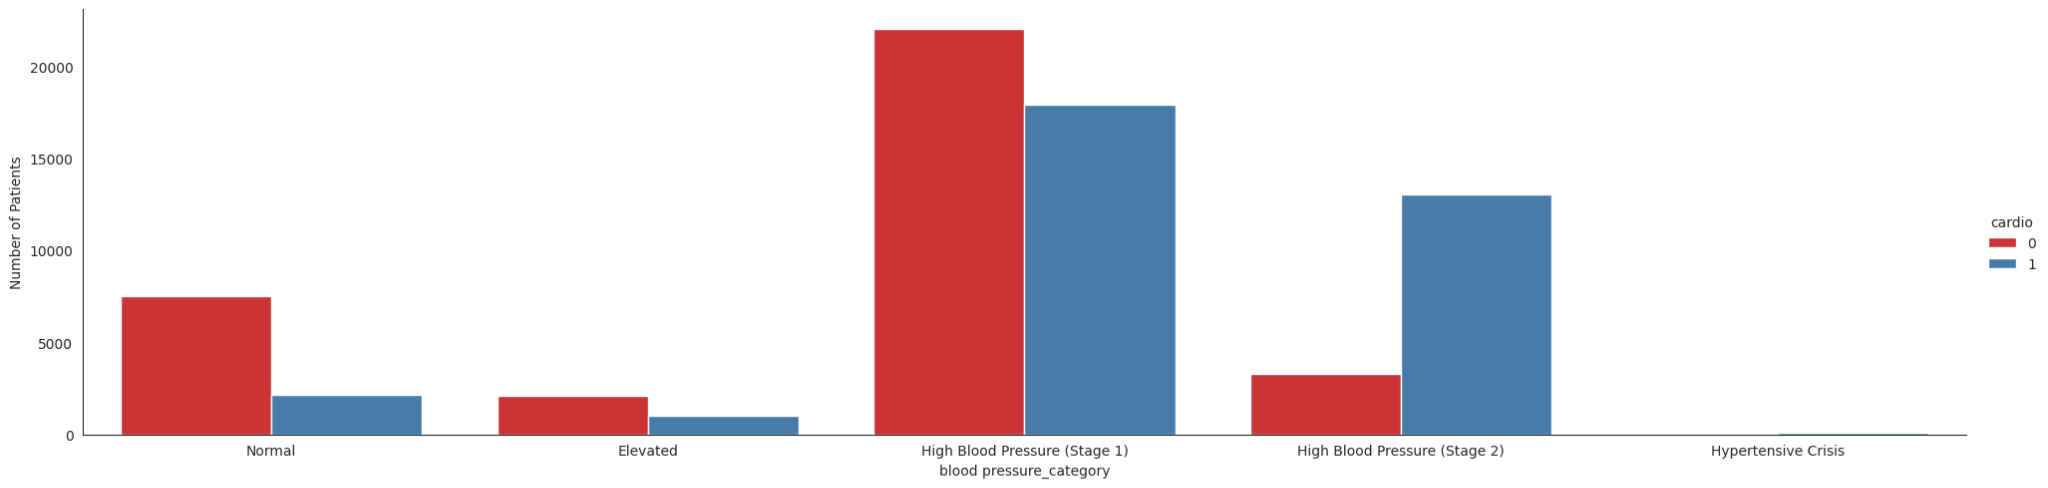 Number of Patients
20000
15000
10000
5000
0
Normal
Elevated
High Blood Pressure (Stage 1)
High Blood Pressure (Stage 2)
Hypertensive Crisis
blood pressure_category
cardio
0
1